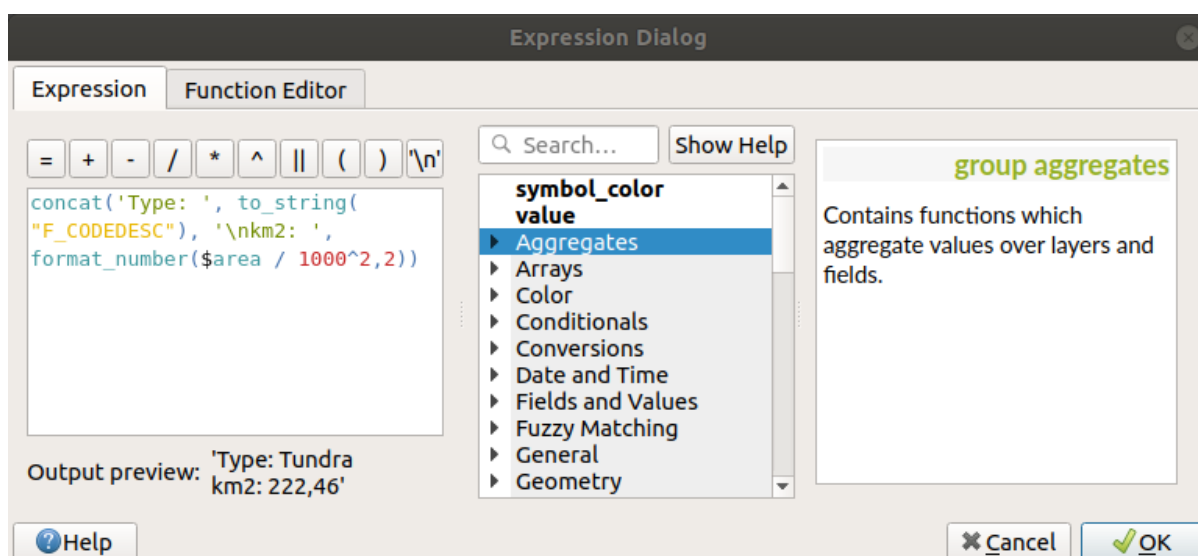 Expression Dialog
Expression
Function Editor
= + - / * ^ || ( ) '\n'
concat('Type: ', to_string(
"F_CODEDESC"), '\nkm2: ',
format_number($area / 1000^2,2))
Output preview: 'Type: Tundra
km2: 222,46'
Search...
Show Help
symbol_color
value
Aggregates
Arrays
Color
Conditionals
Conversions
Date and Time
Fields and Values
Fuzzy Matching
General
Geometry
group aggregates
Contains functions which
aggregate values over layers and
fields.
Help
Cancel
OK